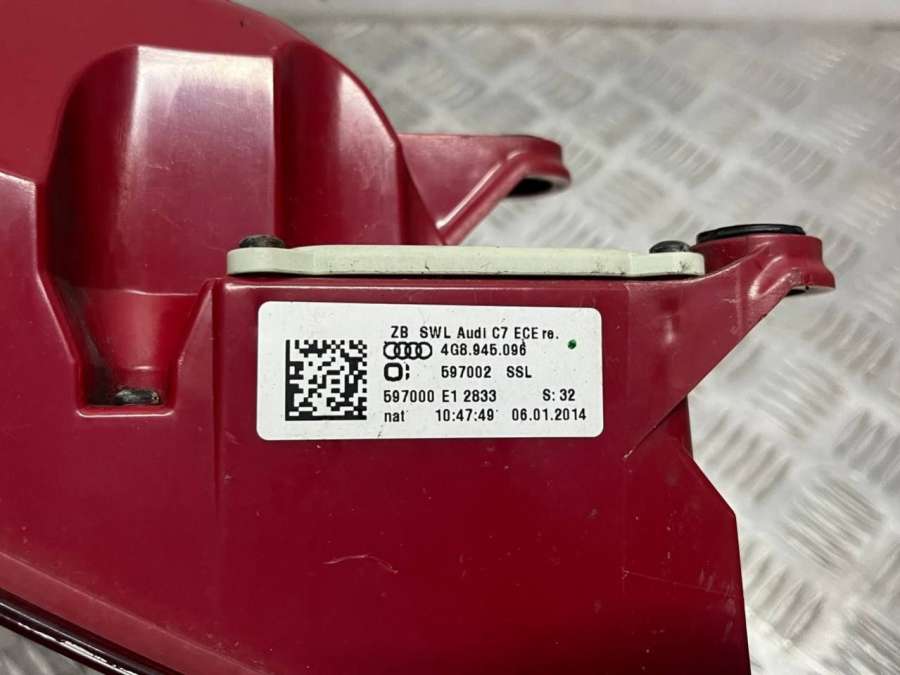 ZB SWL Audi C7 ECE re.
4G8.945.096
597002 SSL
597000 E1 2833 S: 32
nat 10:47:49 06.01.2014